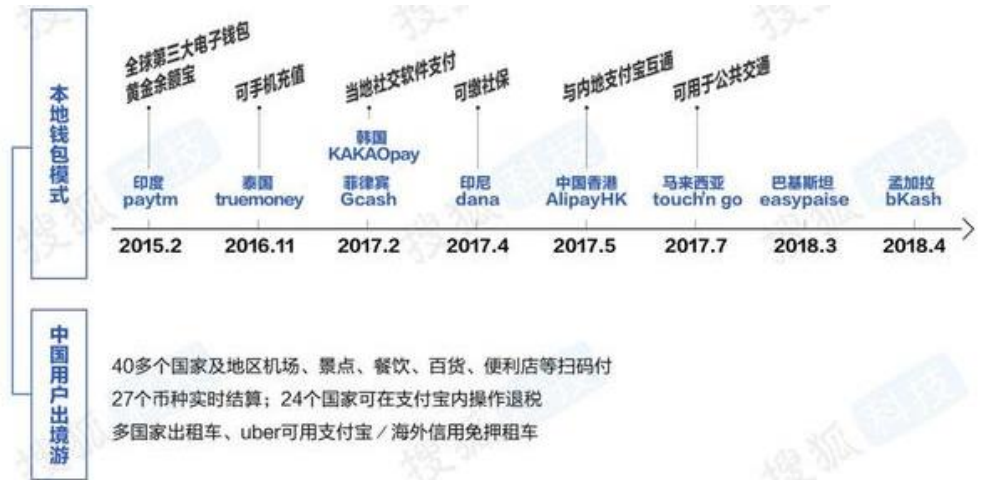 本地钱包模式
全球第三大电子钱包
黄金余额宝
可手机充值
当地社交软件支付
可缴社保
与内地支付宝互通
可用于公共交通
韩国
KAKAOpay
印度
paytm
泰国
truemoney
菲律宾
Gcash
印尼
dana
中国香港
AlipayHK
马来西亚
touch'n go
巴基斯坦
easypaise
孟加拉
bKash
2015.2
2016.11
2017.2
2017.4
2017.5
2017.7
2018.3
2018.4
中国用户出境游
40多个国家及地区机场、景点、餐饮、百货、便利店等扫码付
27个币种实时结算；24个国家可在支付宝内操作退税
多国家出租车、uber可用支付宝／海外信用免押租车
搜狐科技